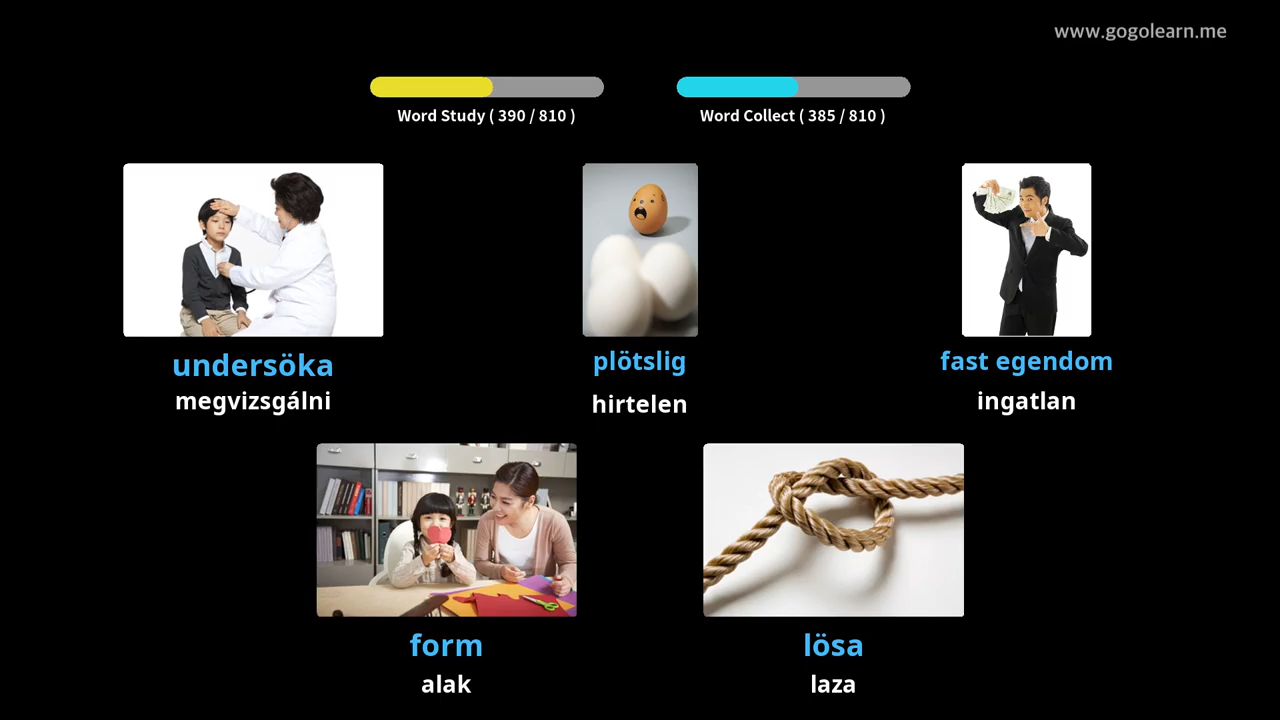 www.gogolearn.me
Word Study ( 390 / 810 )
Word Collect ( 385 / 810 )
undersöka
megvizsgálni
plötslig
hirtelen
fast egendom
ingatlan
form
alak
lösa
laza